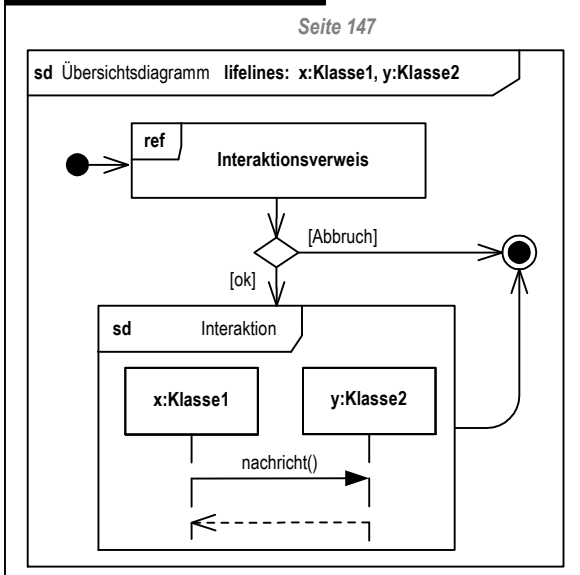 Seite 147
sd Übersichtsdiagramm lifelines: x:Klasse1, y:Klasse2
ref
Interaktionsverweis
[Abbruch]
[ok]
sd Interaktion
x:Klasse1 y:Klasse2
nachricht()